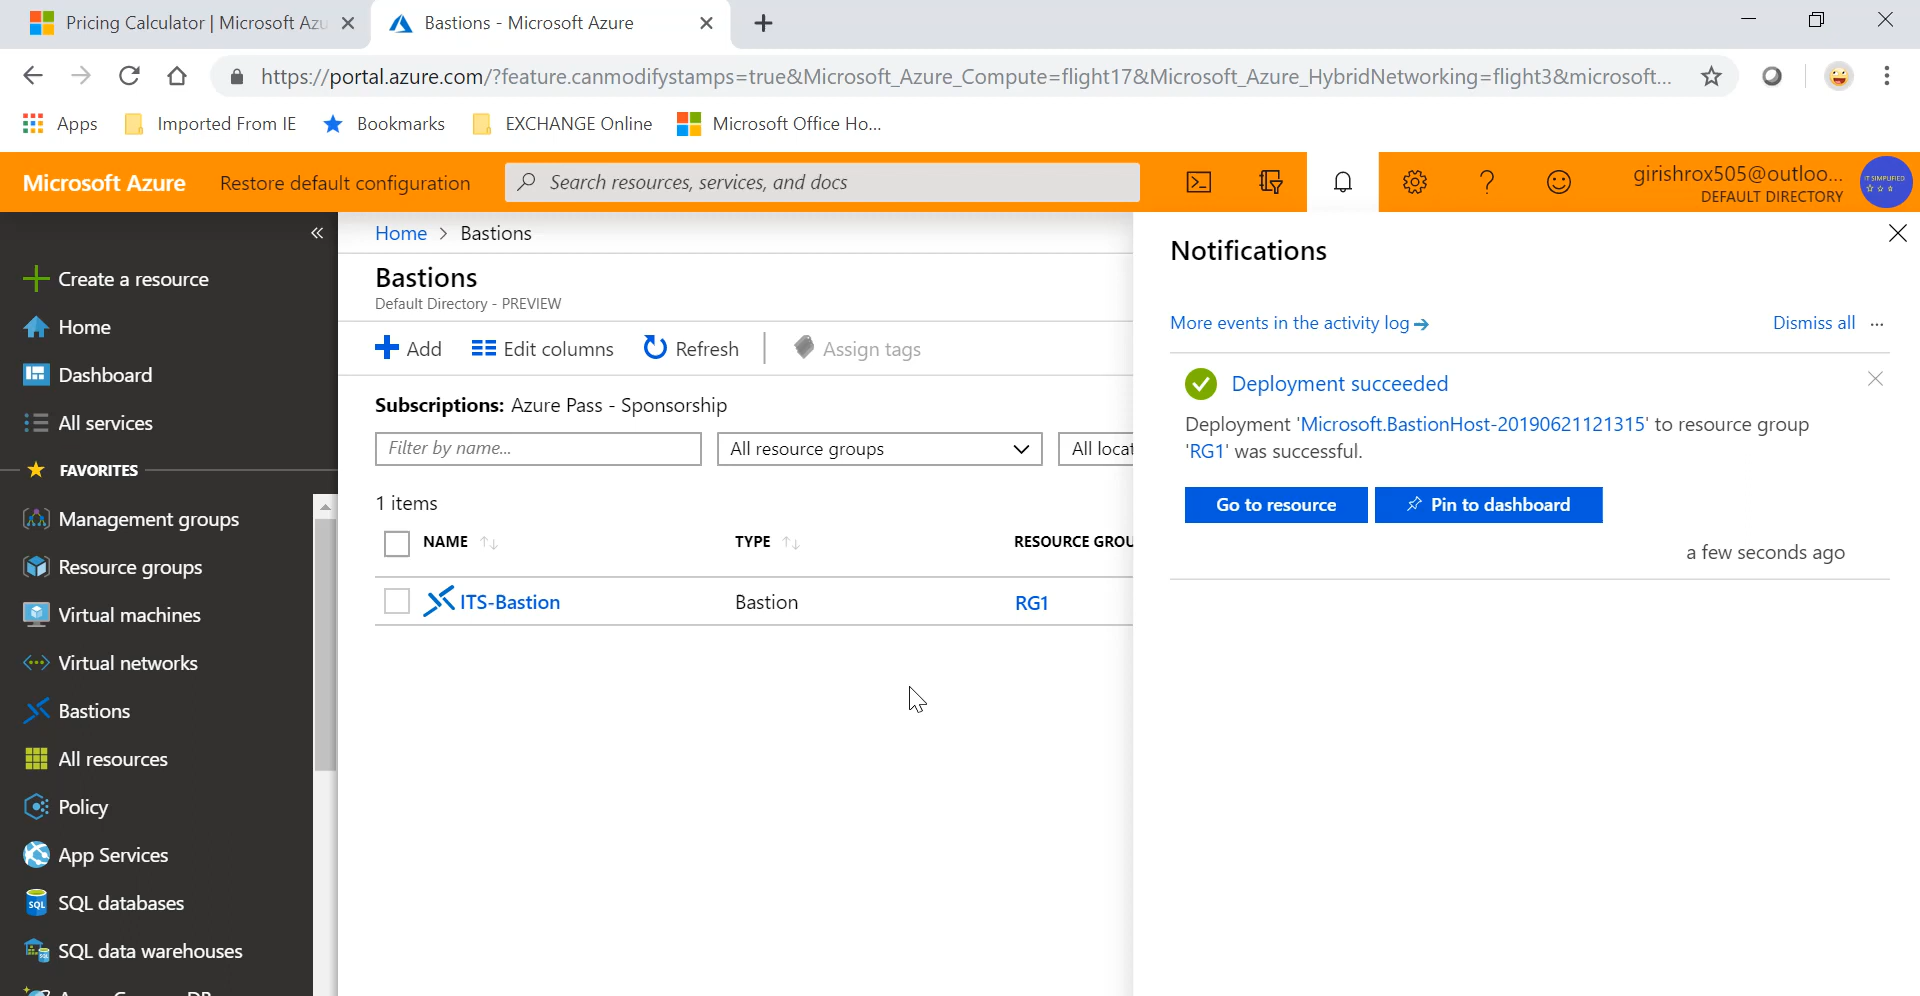 Pricing Calculator | Microsoft Azu
Bastions - Microsoft Azure
https://portal.azure.com/?feature.canmodifystamps=true&Microsoft_Azure_Compute=flight17&Microsoft_Azure_HybridNetworking=flight3&microsoft...
Apps
Imported From IE
Bookmarks
EXCHANGE Online
Microsoft Office Ho...
Microsoft Azure
Restore default configuration
Search resources, services, and docs
girishrox505@outloo...
DEFAULT DIRECTORY
IT SIMPLIFIED
Create a resource
Home
Dashboard
All services
FAVORITES
Management groups
Resource groups
Virtual machines
Virtual networks
Bastions
All resources
Policy
App Services
SQL databases
SQL
SQL data warehouses
Home > Bastions
Bastions
Default Directory - PREVIEW
Add
Edit columns
Refresh
Assign tags
Subscriptions: Azure Pass - Sponsorship
Filter by name...
All resource groups
All locat
1 items
NAME
TYPE
RESOURCE GROU
ITS-Bastion
Bastion
RG1
Notifications
More events in the activity log
Dismiss all ...
Deployment succeeded
Deployment 'Microsoft.BastionHost-20190621121315' to resource group
'RG1' was successful.
Go to resource
Pin to dashboard
a few seconds ago